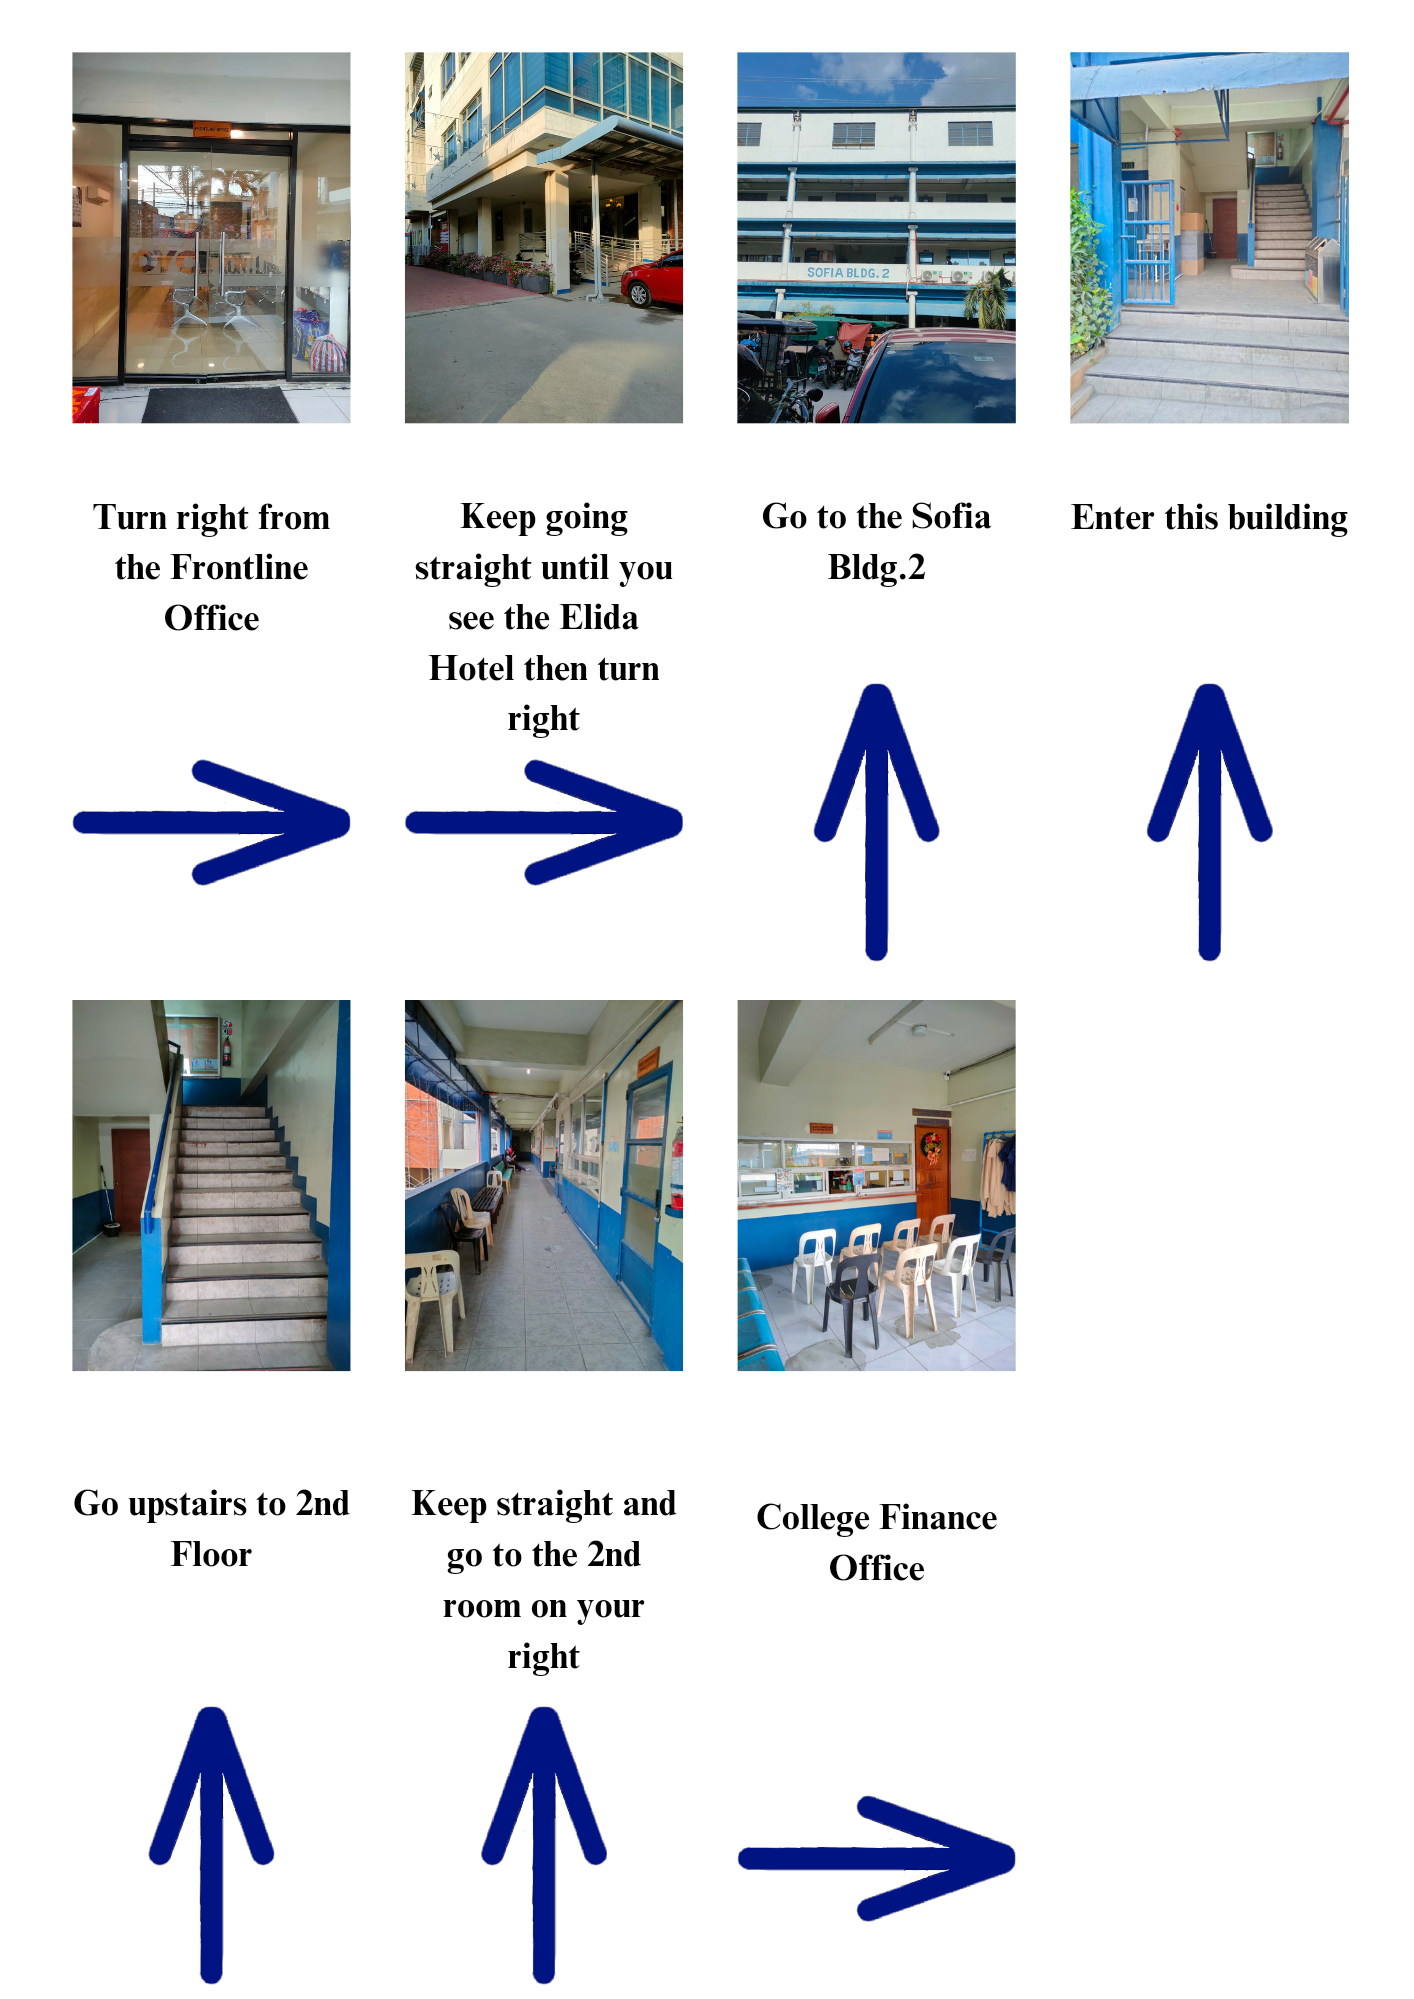 SOFIA BLDG. 2
Turn right from
the Frontline
Office
Keep going
straight until you
see the Elida
Hotel then turn
right
Go to the Sofia
Bldg.2
Enter this building
Go upstairs to 2nd
Floor
Keep straight and
go to the 2nd
room on your
right
College Finance
Office